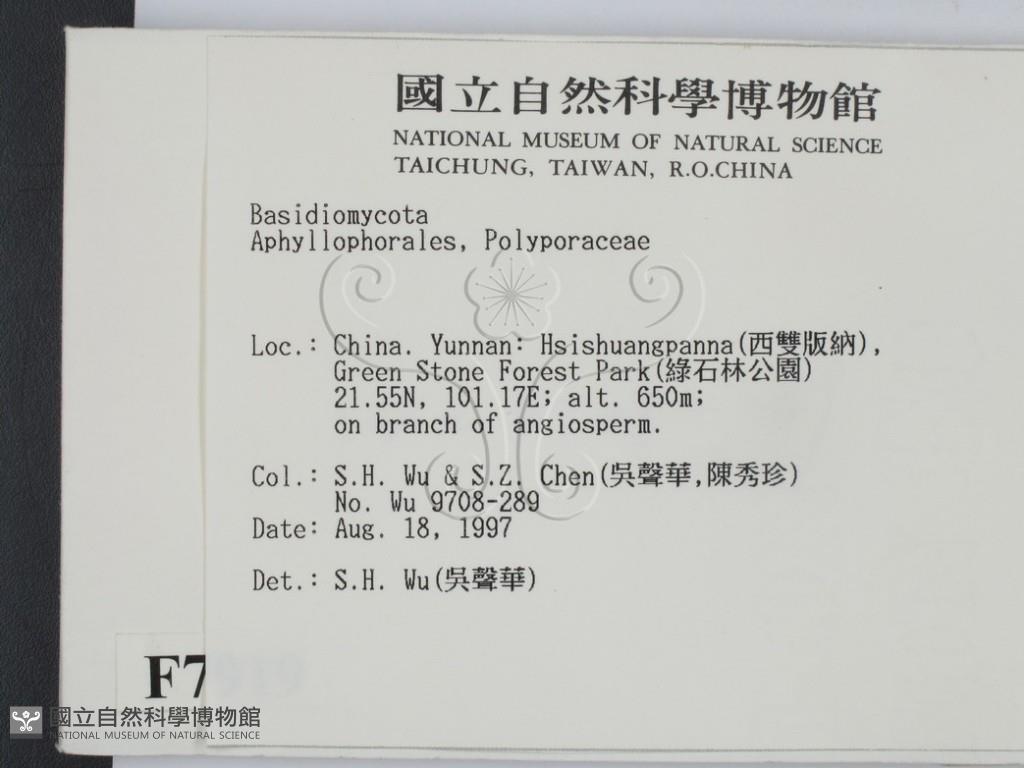 國立自然科學博物館
NATIONAL MUSEUM OF NATURAL SCIENCE
TAICHUNG, TAIWAN, R.O.CHINA
Basidiomycota
Aphyllophorales, Polyporaceae
Loc.: China. Yunnan: Hsishuangpanna(西雙版納),
Green Stone Forest Park(綠石林公園)
21.55N, 101.17E; alt. 650m;
on branch of angiosperm.
Col.: S.H. Wu & S.Z. Chen(吳聲華,陳秀珍)
No. Wu 9708-289
Date: Aug. 18, 1997
Det.: S.H. Wu(吳聲華)
F7
國立自然科學博物館
NATIONAL MUSEUM OF NATURAL SCIENCE